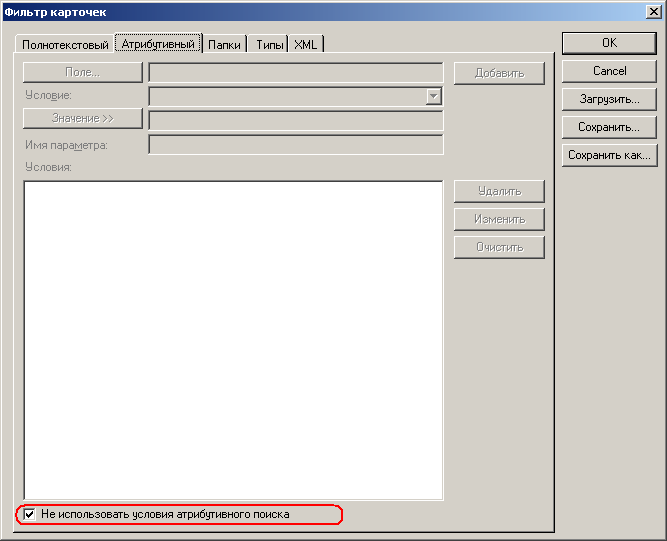 Фильтр карточек
Полнотекстовый Атрибутивный Папки Типы XML
OK
Cancel
Загрузить...
Сохранить...
Сохранить как...
Поле...
Добавить
Условие:
Значение >>
Имя параметра:
Условия:
Удалить
Изменить
Очистить
Не использовать условия атрибутивного поиска